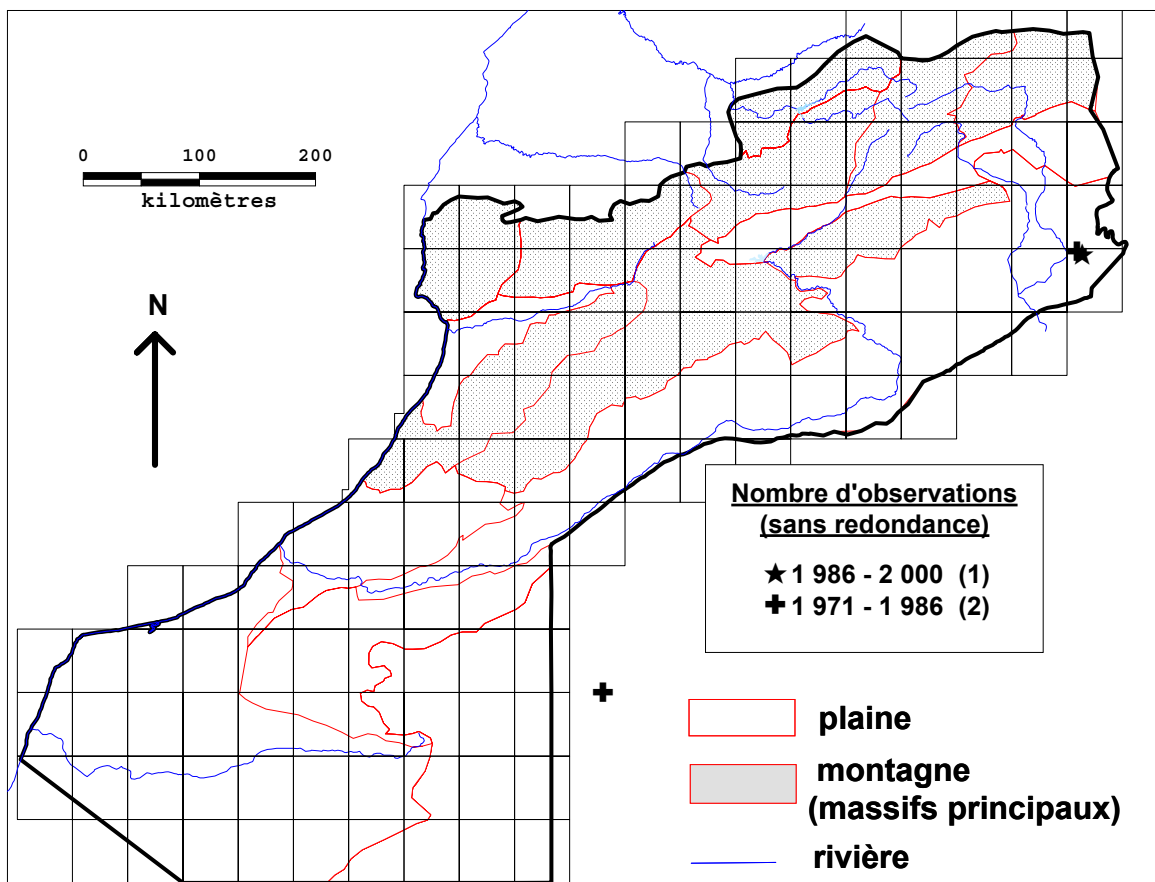 0 100 200
kilomètres
N
Nombre d'observations
(sans redondance)
★ 1 986 - 2 000 (1)
✚ 1 971 - 1 986 (2)
plaine
montagne
(massifs principaux)
rivière